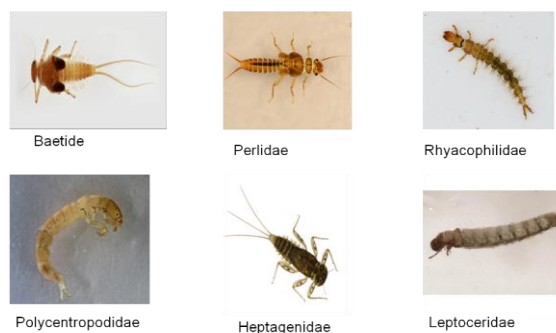 Baetide
Perlidae
Rhyacophilidae
Polycentropodidae
Heptagenidae
Leptoceridae